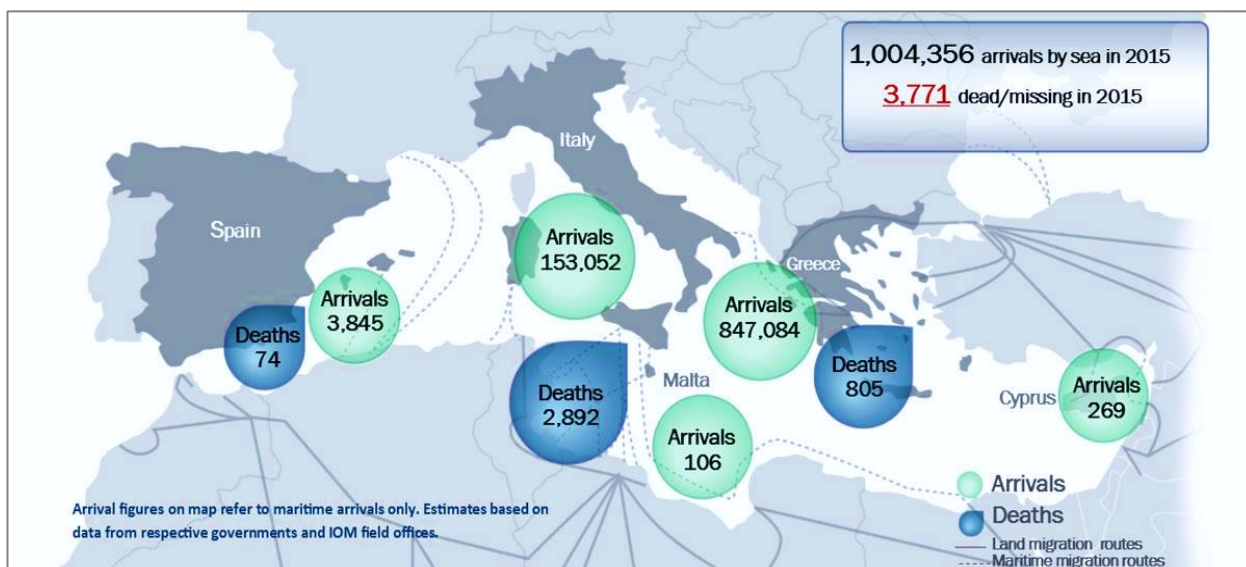 1,004,356 arrivals by sea in 2015
3,771 dead/missing in 2015
Italy
Spain
Arrivals
153,052
Greece
Arrivals
3,845
Arrivals
847,084
Deaths
74
Deaths
805
Malta
Deaths
2,892
Cyprus
Arrivals
269
Arrivals
106
Arrivals
Deaths
Land migration routes
Maritime migration routes
Arrival figures on map refer to maritime arrivals only. Estimates based on
data from respective governments and IOM field offices.